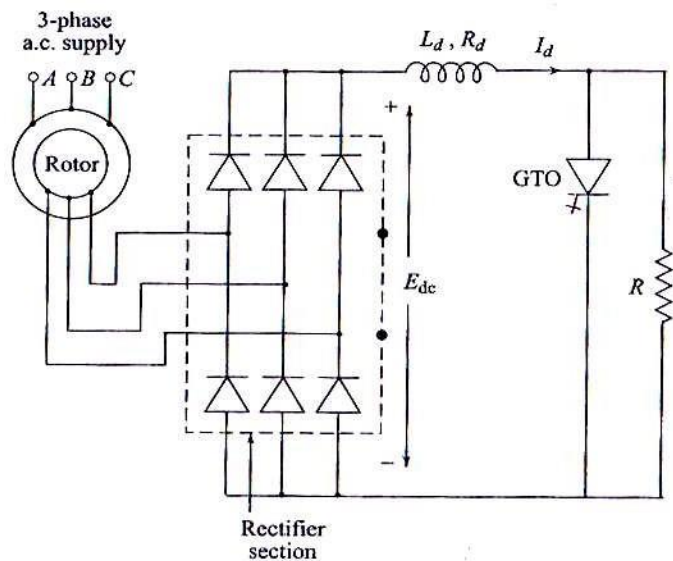 3-phase
a.c. supply
A B C
Rotor
L_d , R_d
I_d
+
GTO
E_dc
R
−
Rectifier
section